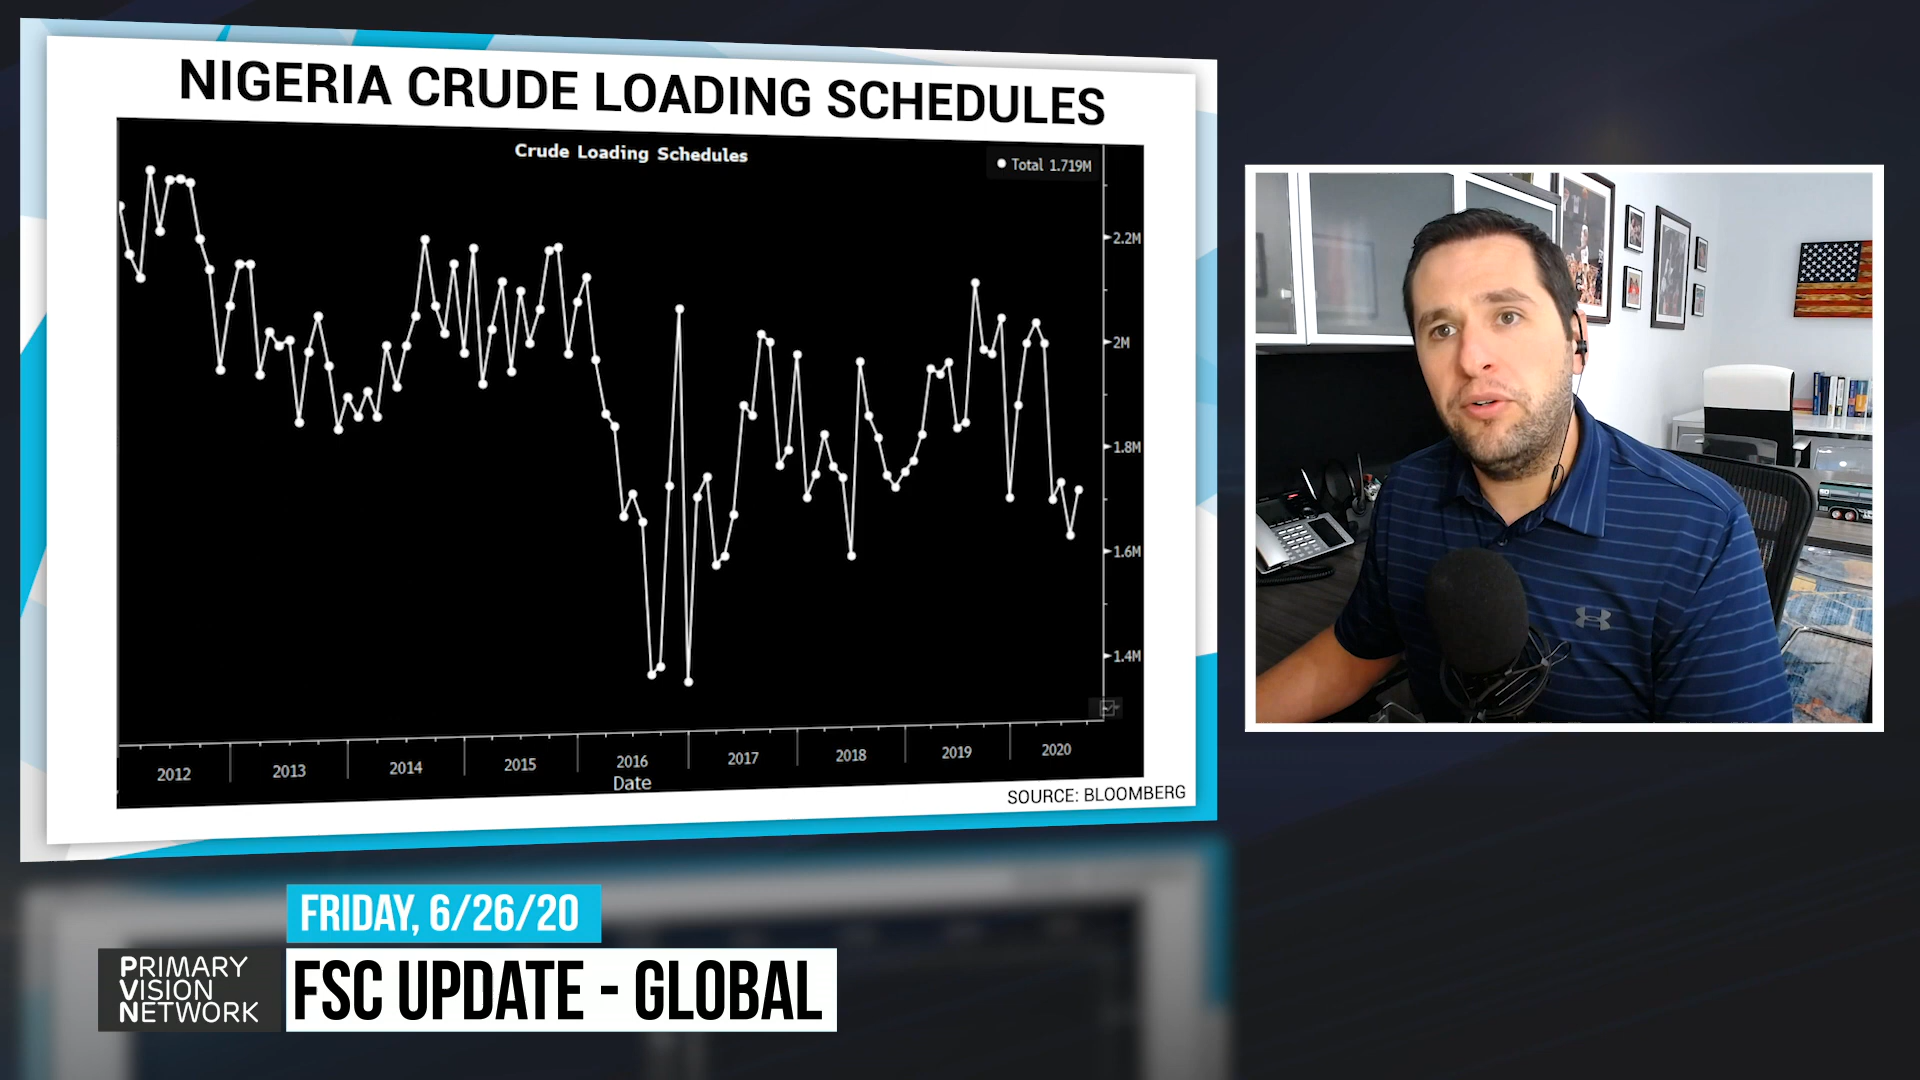 NIGERIA CRUDE LOADING SCHEDULES
Crude Loading Schedules
Total 1.719M
2.2M
2M
1.8M
1.6M
1.4M
2012 2013 2014 2015 2016 2017 2018 2019 2020
Date
SOURCE: BLOOMBERG
FRIDAY, 6/26/20
PRIMARY
VISION
NETWORK
FSC UPDATE - GLOBAL